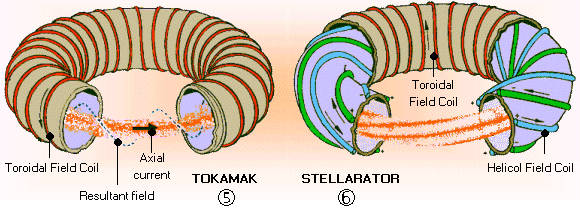 Toroidal Field Coil
Resultant field
Axial
current
TOKAMAK
⑤
STELLARATOR
⑥
Toroidal
Field Coil
Helicol Field Coil